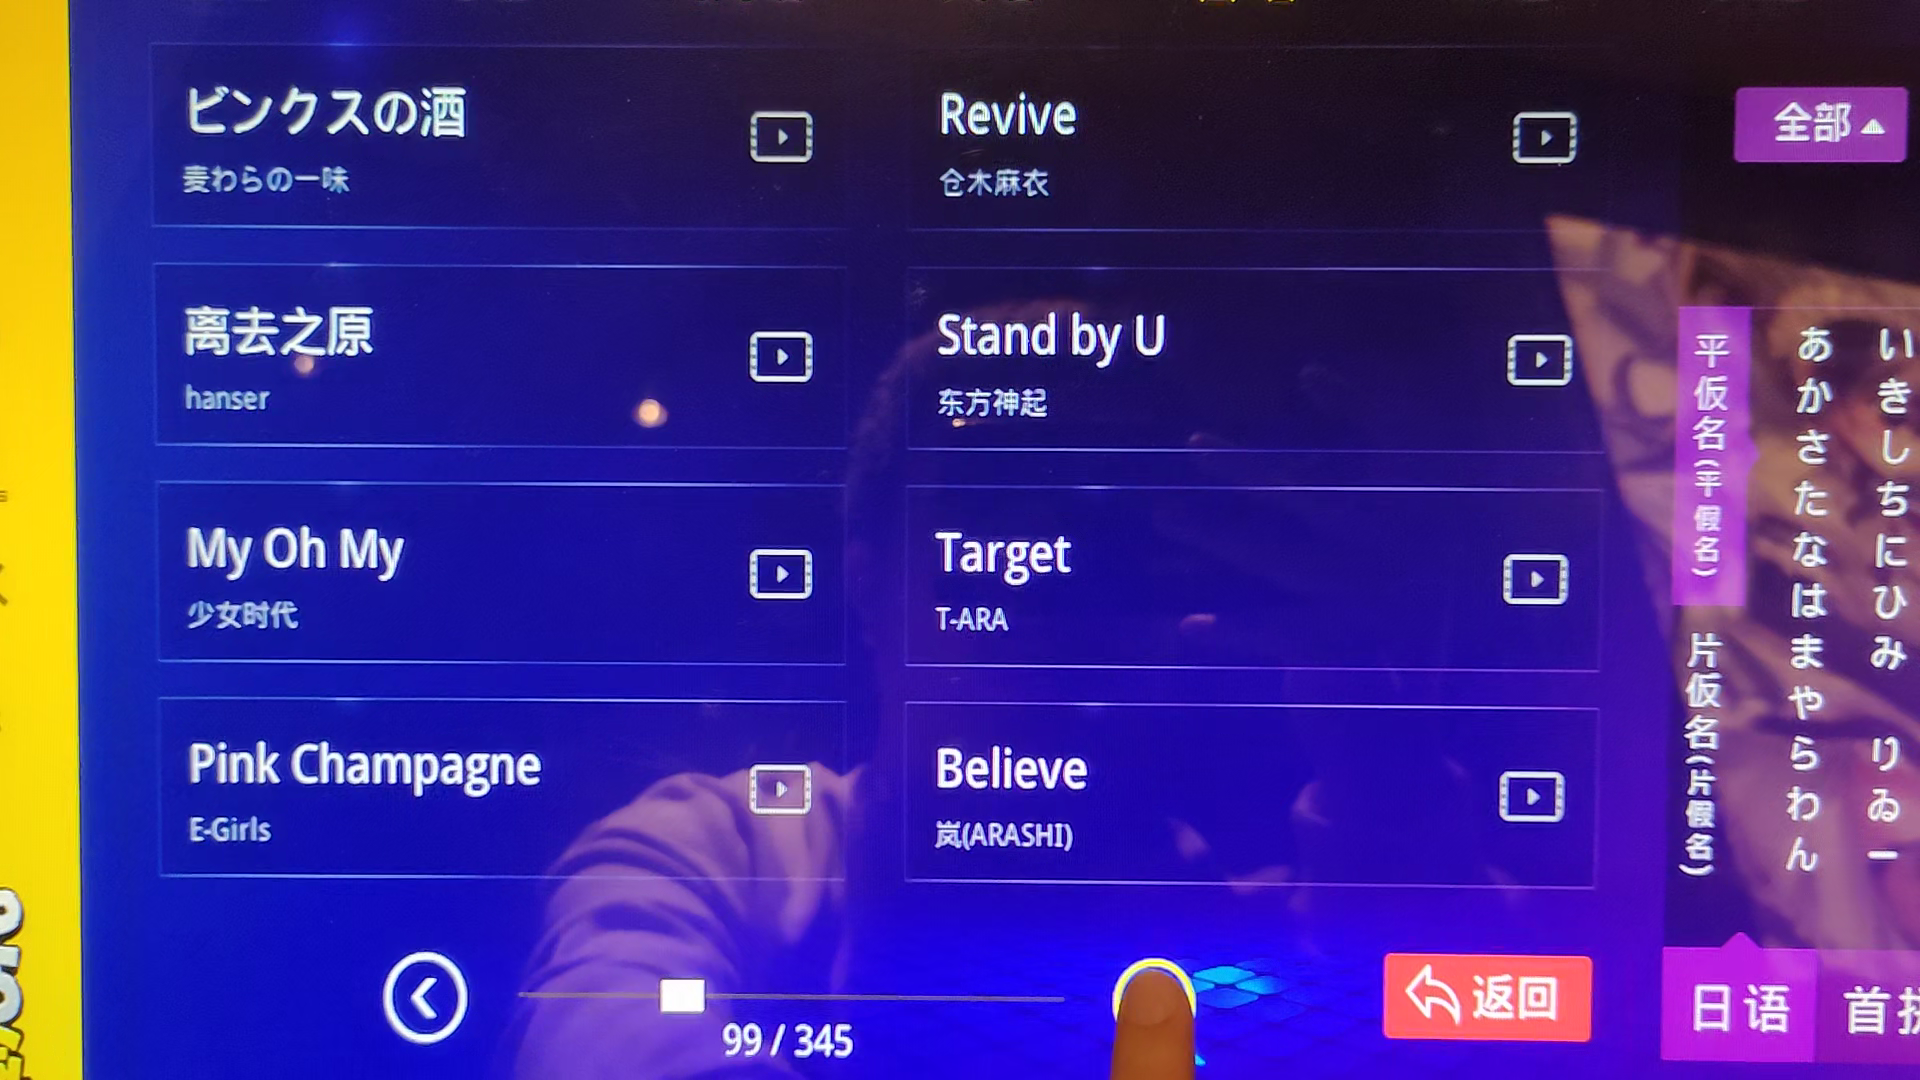 ビンクスの酒
麦わらの一味
Revive
仓木麻衣
离去之原
hanser
Stand by U
东方神起
My Oh My
少女时代
Target
T-ARA
Pink Champagne
E-Girls
Believe
岚(ARASHI)
99 / 345
返回
全部
平仮名(平假名)
片仮名(片假名)
あかさたなはまやらわん
いきしちにひみ りゐー
日语
首